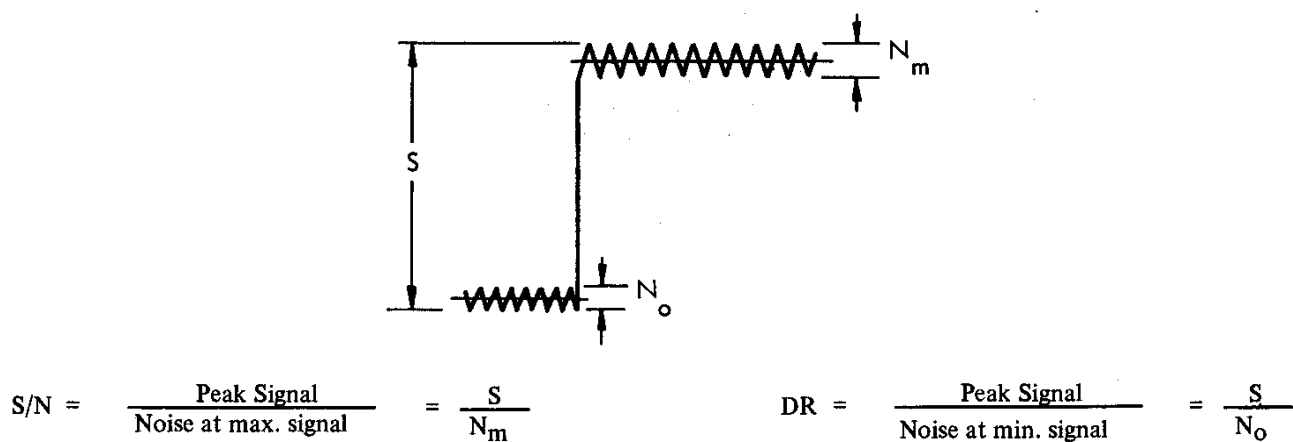 N_m
S
N_o
S/N = Peak Signal / Noise at max. signal = S / N_m
DR = Peak Signal / Noise at min. signal = S / N_o